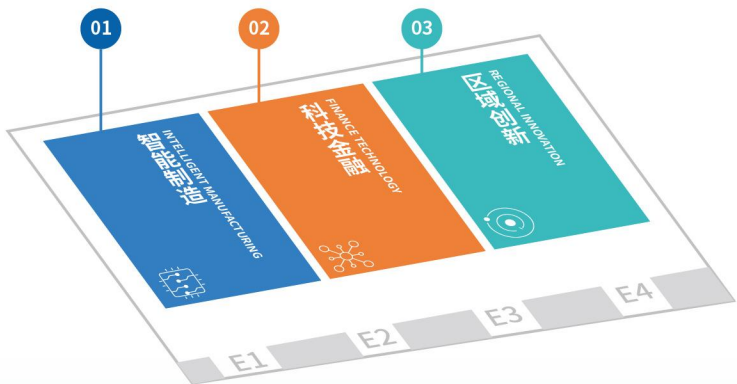 01
02
03
智能制造
INTELLIGENT MANUFACTURING
科技金融
FINANCE TECHNOLOGY
区域创新
REGIONAL INNOVATION
E1
E2
E3
E4